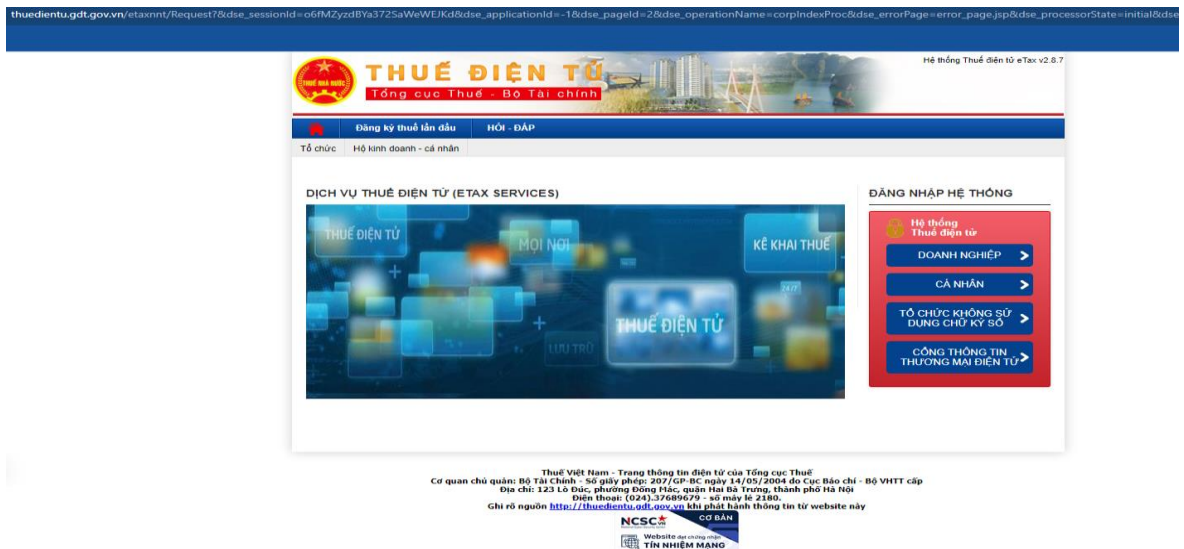 thuedientu.gdt.gov.vn/etaxnnt/Request?&dse_sessionId=o6fMZyzdBYa372SaWeWEJKd&dse_applicationId=-1&dse_pageId=2&dse_operationName=corpIndexProc&dse_errorPage=error_page.jsp&dse_processorState=initial&dse
THUẾ NHÀ NƯỚC
THUẾ ĐIỆN TỬ
Tổng cục Thuế - Bộ Tài chính
Hệ thống Thuế điện tử eTax v2.8.7
Đăng ký thuế lần đầu HỎI - ĐÁP
Tổ chức Hộ kinh doanh - cá nhân
DỊCH VỤ THUẾ ĐIỆN TỬ (ETAX SERVICES)
THUẾ ĐIỆN TỬ
MỌI NƠI
KÊ KHAI THUẾ
24/7
THUẾ ĐIỆN TỬ
LƯU TRỮ
ĐĂNG NHẬP HỆ THỐNG
Hệ thống
Thuế điện tử
DOANH NGHIỆP
CÁ NHÂN
TỔ CHỨC KHÔNG SỬ
DỤNG CHỮ KÝ SỐ
CỔNG THÔNG TIN
THƯƠNG MẠI ĐIỆN TỬ
Thuế Việt Nam - Trang thông tin điện tử của Tổng cục Thuế
Cơ quan chủ quản: Bộ Tài Chính - Số giấy phép: 207/GP-BC ngày 14/05/2004 do Cục Báo chí - Bộ VHTT cấp
Địa chỉ: 123 Lò Đúc, phường Đống Mác, quận Hai Bà Trưng, thành phố Hà Nội
Điện thoại: (024).37689679 - số máy lẻ 2180.
Ghi rõ nguồn http://thuedientu.gdt.gov.vn khi phát hành thông tin từ website này
NCSC VN CƠ BẢN
Website đạt chứng nhận
TÍN NHIỆM MẠNG